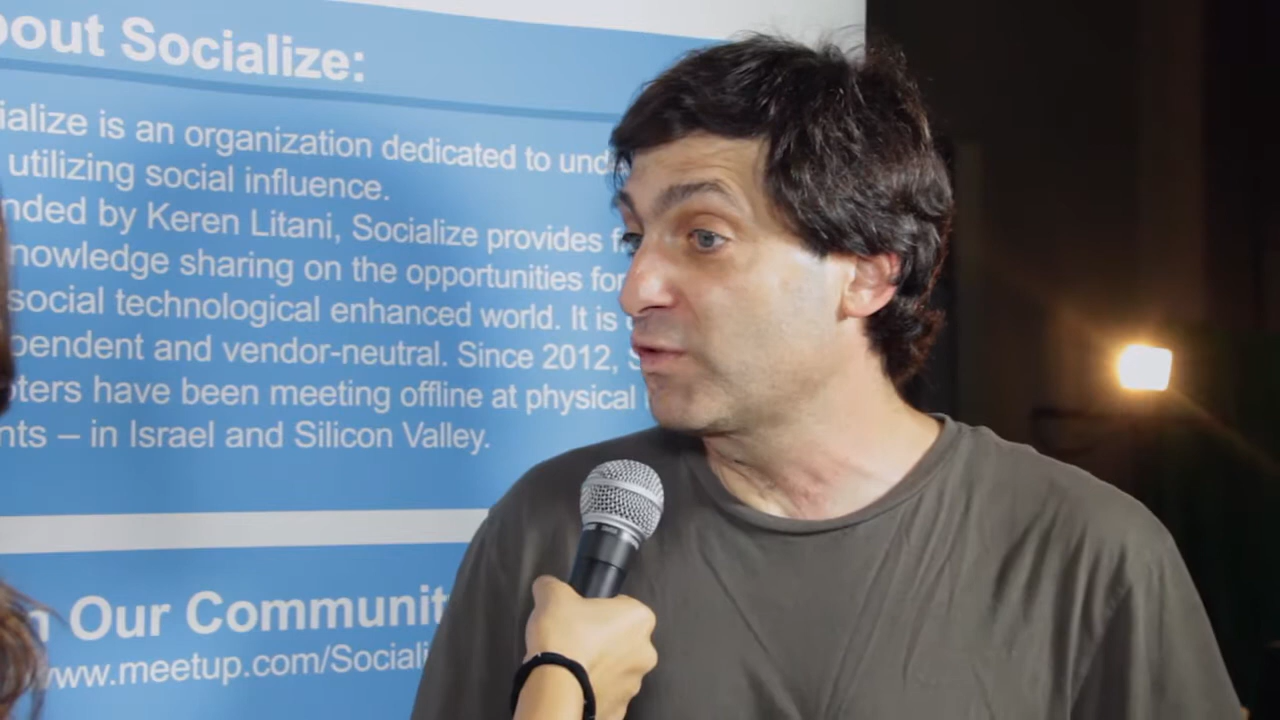 out Socialize:
ialize is an organization dedicated to und
utilizing social influence.
nded by Keren Litani, Socialize provides f
nowledge sharing on the opportunities for
social technological enhanced world. It is
pendent and vendor-neutral. Since 2012, S
ters have been meeting offline at physical
nts – in Israel and Silicon Valley.
n Our Communit
www.meetup.com/Sociali